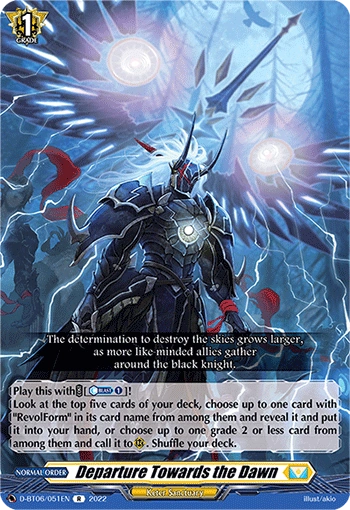 1
GRADE
The determination to destroy the skies grows larger,
as more like-minded allies gather
around the black knight.
Play this with [BLAST 1]!
Look at the top five cards of your deck, choose up to one card with
"RevolForm" in its card name from among them and reveal it and put
it into your hand, or choose up to one grade 2 or less card from
among them and call it to . Shuffle your deck.
NORMAL ORDER
Departure Towards the Dawn
D-BT06/051EN R 2022
Keter Sanctuary
illust/akio